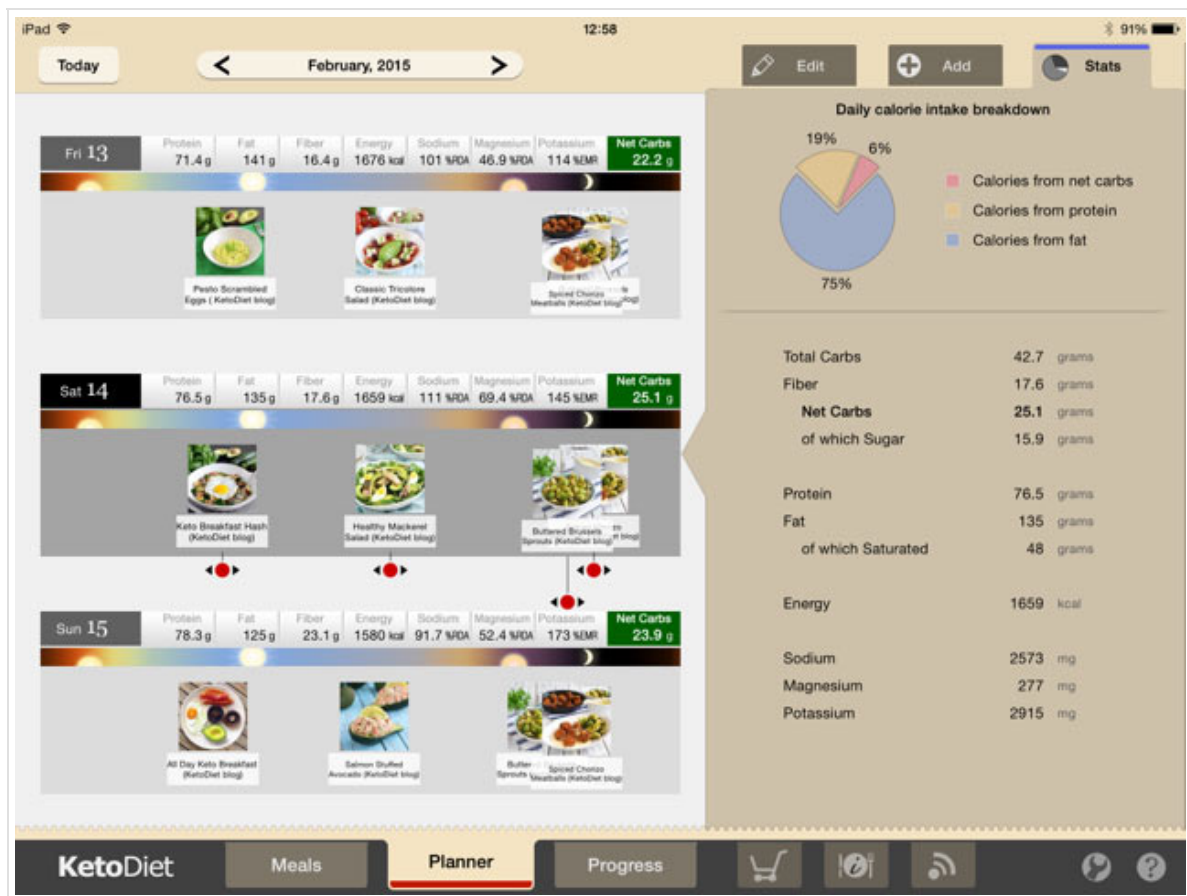 iPad 12:58 91%
Today
February, 2015
Edit
Add
Stats
Fri 13
Protein Fat Fiber Energy Sodium Magnesium Potassium Net Carbs
71.4 g 141 g 16.4 g 1676 kcal 101 %RDA 46.9 %RDA 114 %EMR 22.2 g
Pesto Scrambled
Eggs ( KetoDiet blog)
Classic Tricolore
Salad (KetoDiet blog)
Spiced Chorizo
Meatballs (KetoDiet blog)
Sat 14
Protein Fat Fiber Energy Sodium Magnesium Potassium Net Carbs
76.5 g 135 g 17.6 g 1659 kcal 111 %RDA 69.4 %RDA 145 %EMR 25.1 g
Keto Breakfast Hash
(KetoDiet blog)
Healthy Mackerel
Salad (KetoDiet blog)
Buttered Brussels
Sprouts (KetoDiet blog)
Sun 15
Protein Fat Fiber Energy Sodium Magnesium Potassium Net Carbs
78.3 g 125 g 23.1 g 1580 kcal 91.7 %RDA 52.4 %RDA 173 %EMR 23.9 g
All Day Keto Breakfast
(KetoDiet blog)
Salmon Stuffed
Avocado (KetoDiet blog)
Sprouts
Spiced Chorizo
Meatballs (KetoDiet blog)
Daily calorie intake breakdown
19%
6%
75%
Calories from net carbs
Calories from protein
Calories from fat
Total Carbs 42.7 grams
Fiber 17.6 grams
Net Carbs 25.1 grams
of which Sugar 15.9 grams
Protein 76.5 grams
Fat 135 grams
of which Saturated 48 grams
Energy 1659 kcal
Sodium 2573 mg
Magnesium 277 mg
Potassium 2915 mg
KetoDiet
Meals
Planner
Progress